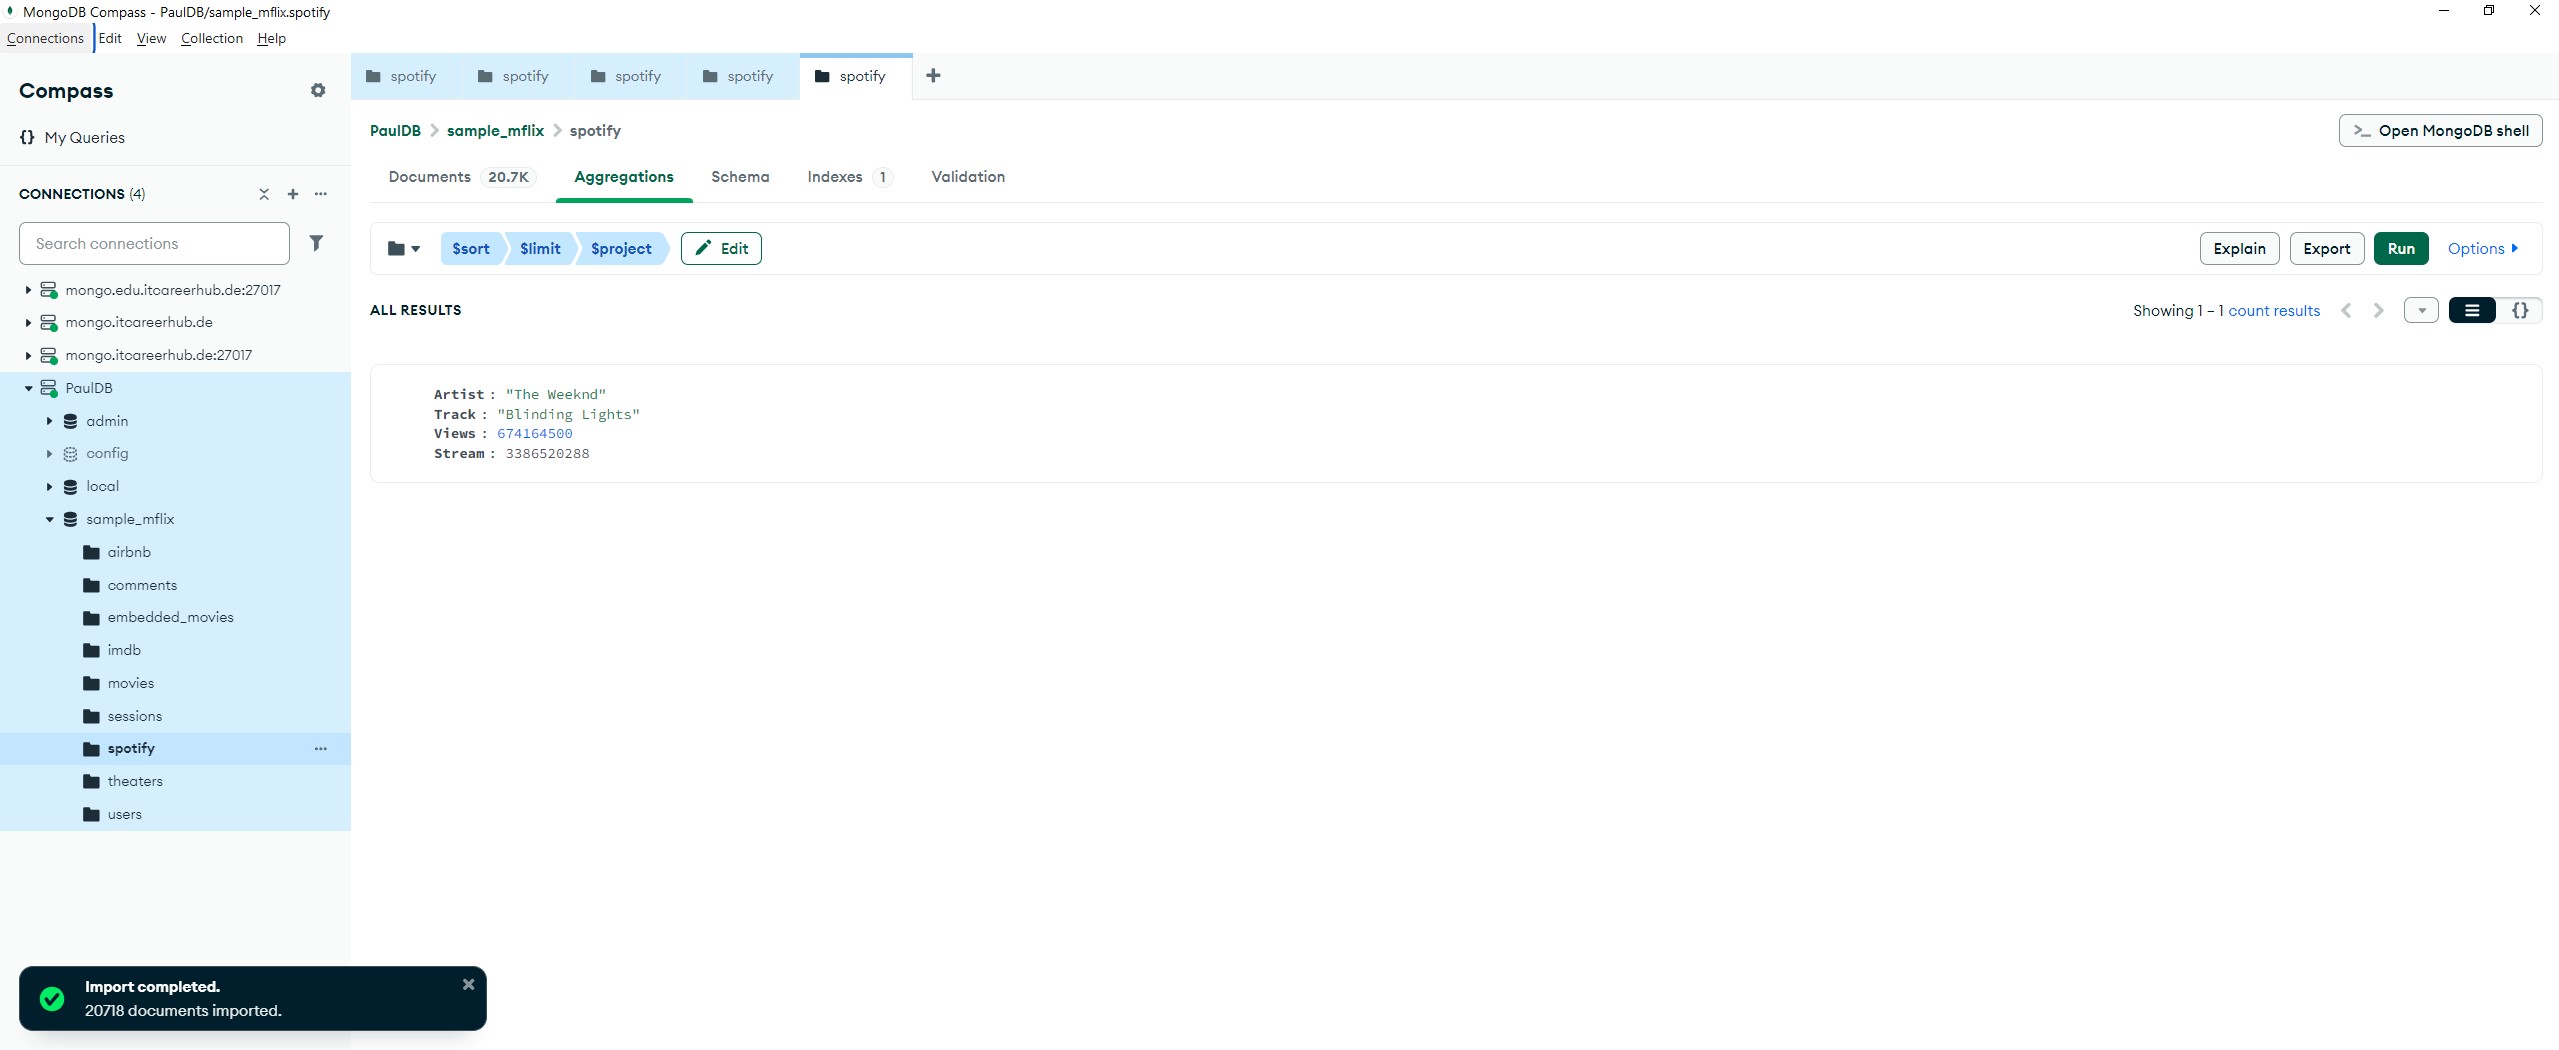 MongoDB Compass - PaulDB/sample_mflix.spotify
Connections Edit View Collection Help
Compass
{} My Queries
CONNECTIONS (4)
Search connections
mongo.edu.itcareerhub.de:27017
mongo.itcareerhub.de
mongo.itcareerhub.de:27017
PaulDB
admin
config
local
sample_mflix
airbnb
comments
embedded_movies
imdb
movies
sessions
spotify
theaters
users
spotify spotify spotify spotify spotify
PaulDB > sample_mflix > spotify
>_ Open MongoDB shell
Documents 20.7K Aggregations Schema Indexes 1 Validation
$sort $limit $project Edit
Explain Export Run Options
ALL RESULTS
Showing 1 – 1 count results
{}
Artist : "The Weeknd"
Track : "Blinding Lights"
Views : 674164500
Stream : 3386520288
Import completed.
20718 documents imported.